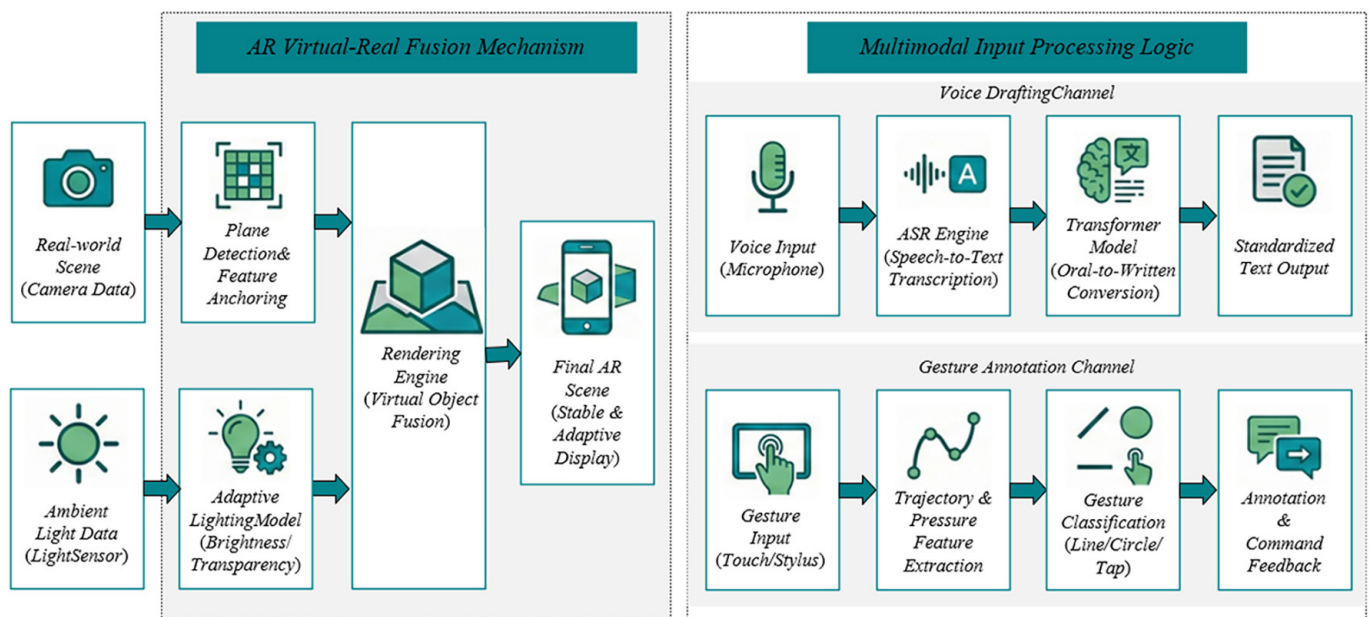 AR Virtual-Real Fusion Mechanism
Real-world
Scene
(Camera Data)
Plane
Detection&
Feature
Anchoring
Ambient
Light Data
(LightSensor)
Adaptive
LightingModel
(Brightness/
Transparency)
Rendering
Engine
(Virtual Object
Fusion)
Final AR
Scene
(Stable &
Adaptive
Display)
Multimodal Input Processing Logic
Voice DraftingChannel
Voice Input
(Microphone)
A
ASR Engine
(Speech-to-Text
Transcription)
文
Transformer
Model
(Oral-to-Written
Conversion)
Standardized
Text Output
Gesture Annotation Channel
Gesture
Input
(Touch/Stylus)
Trajectory &
Pressure
Feature
Extraction
Gesture
Classification
(Line/Circle/
Tap)
Annotation
&
Command
Feedback